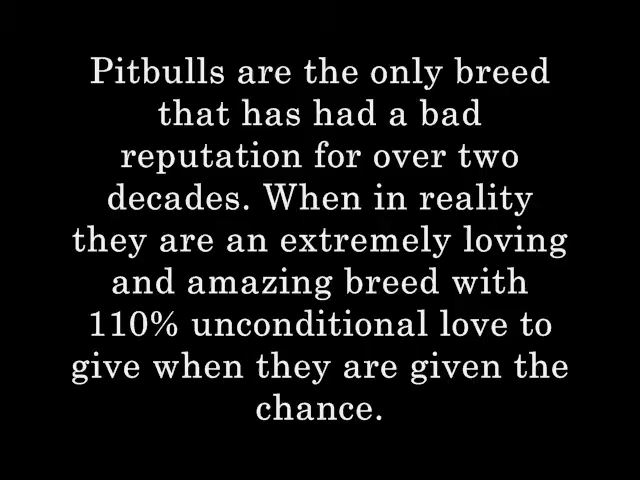 Pitbulls are the only breed
that has had a bad
reputation for over two
decades. When in reality
they are an extremely loving
and amazing breed with
110% unconditional love to
give when they are given the
chance.